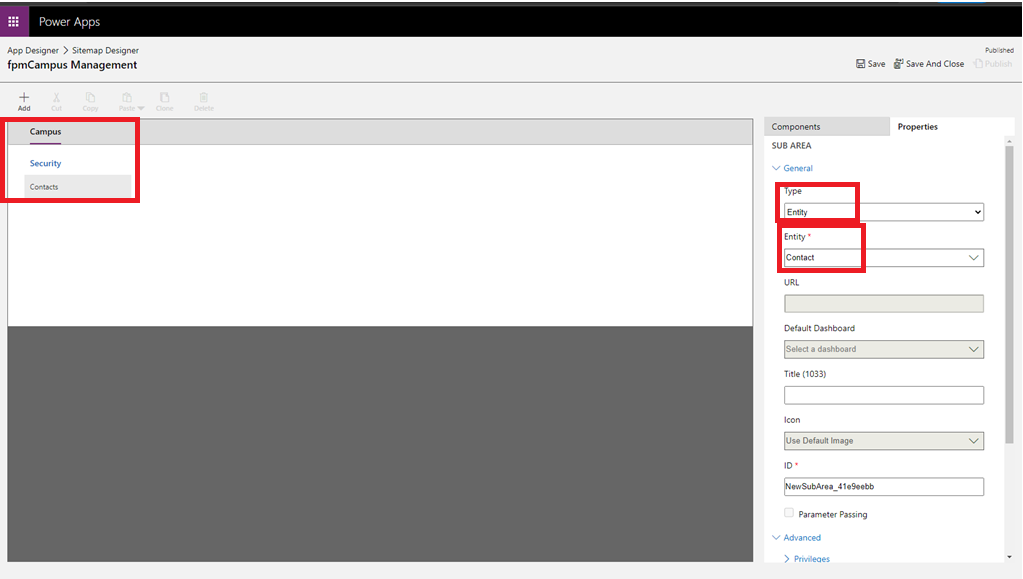 Power Apps
App Designer > Sitemap Designer
fpmCampus Management
Published
Save
Save And Close
Publish
Add
Cut
Copy
Paste
Clone
Delete
Campus
Security
Contacts
Components
Properties
SUB AREA
General
Type
Entity
Entity *
Contact
URL
Default Dashboard
Select a dashboard
Title (1033)
Icon
Use Default Image
ID *
NewSubArea_41e9eebb
Parameter Passing
Advanced
Privileges